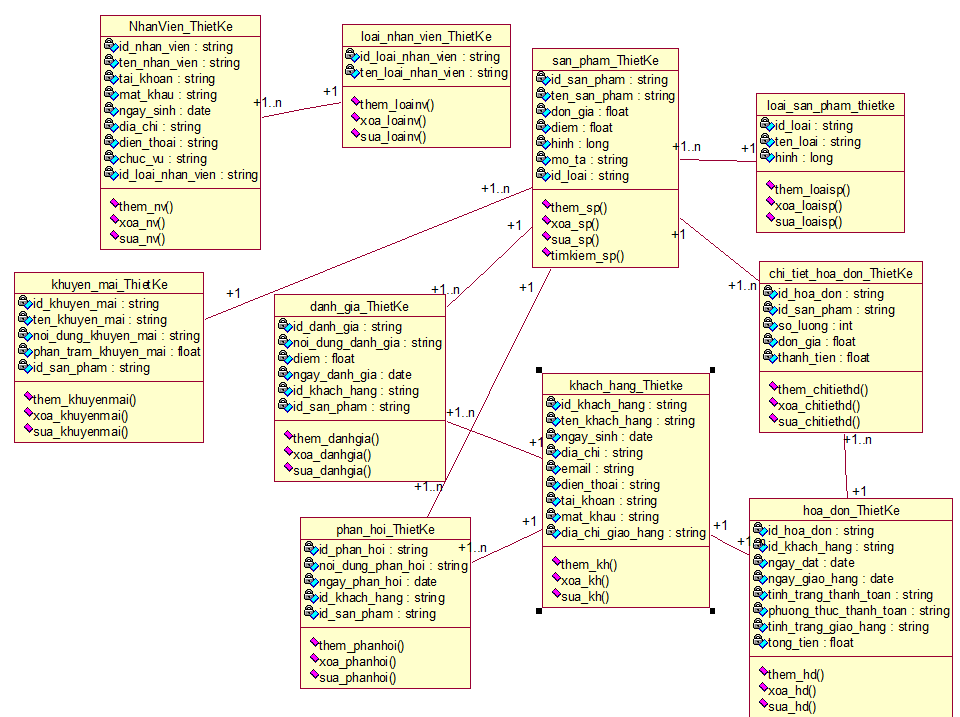 NhanVien_ThietKe
id_nhan_vien : string
ten_nhan_vien : string
tai_khoan : string
mat_khau : string
ngay_sinh : date
dia_chi : string
dien_thoai : string
chuc_vu : string
id_loai_nhan_vien : string
them_nv()
xoa_nv()
sua_nv()
+1..n
+1
loai_nhan_vien_ThietKe
id_loai_nhan_vien : string
ten_loai_nhan_vien : string
them_loainv()
xoa_loainv()
sua_loainv()
san_pham_ThietKe
id_san_pham : string
ten_san_pham : string
don_gia : float
diem : float
hinh : long
mo_ta : string
id_loai : string
them_sp()
xoa_sp()
sua_sp()
timkiem_sp()
+1..n
+1
loai_san_pham_thietke
id_loai : string
ten_loai : string
hinh : long
them_loaisp()
xoa_loaisp()
sua_loaisp()
+1..n
+1
khuyen_mai_ThietKe
id_khuyen_mai : string
ten_khuyen_mai : string
noi_dung_khuyen_mai : string
phan_tram_khuyen_mai : float
id_san_pham : string
them_khuyenmai()
xoa_khuyenmai()
sua_khuyenmai()
+1
+1..n
danh_gia_ThietKe
id_danh_gia : string
noi_dung_danh_gia : string
diem : float
ngay_danh_gia : date
id_khach_hang : string
id_san_pham : string
them_danhgia()
xoa_danhgia()
sua_danhgia()
+1
+1
+1..n
chi_tiet_hoa_don_ThietKe
id_hoa_don : string
id_san_pham : string
so_luong : int
don_gia : float
thanh_tien : float
them_chitiethd()
xoa_chitiethd()
sua_chitiethd()
+1..n
+1
khach_hang_Thietke
id_khach_hang : string
ten_khach_hang : string
ngay_sinh : date
dia_chi : string
email : string
dien_thoai : string
tai_khoan : string
mat_khau : string
dia_chi_giao_hang : string
them_kh()
xoa_kh()
sua_kh()
+1..n
+1
+1..n
+1
phan_hoi_ThietKe
id_phan_hoi : string
noi_dung_phan_hoi : string
ngay_phan_hoi : date
id_khach_hang : string
id_san_pham : string
them_phanhoi()
xoa_phanhoi()
sua_phanhoi()
+1..n
+1
+1
+1
hoa_don_ThietKe
id_hoa_don : string
id_khach_hang : string
ngay_dat : date
ngay_giao_hang : date
tinh_trang_thanh_toan : string
phuong_thuc_thanh_toan : string
tinh_trang_giao_hang : string
tong_tien : float
them_hd()
xoa_hd()
sua_hd()